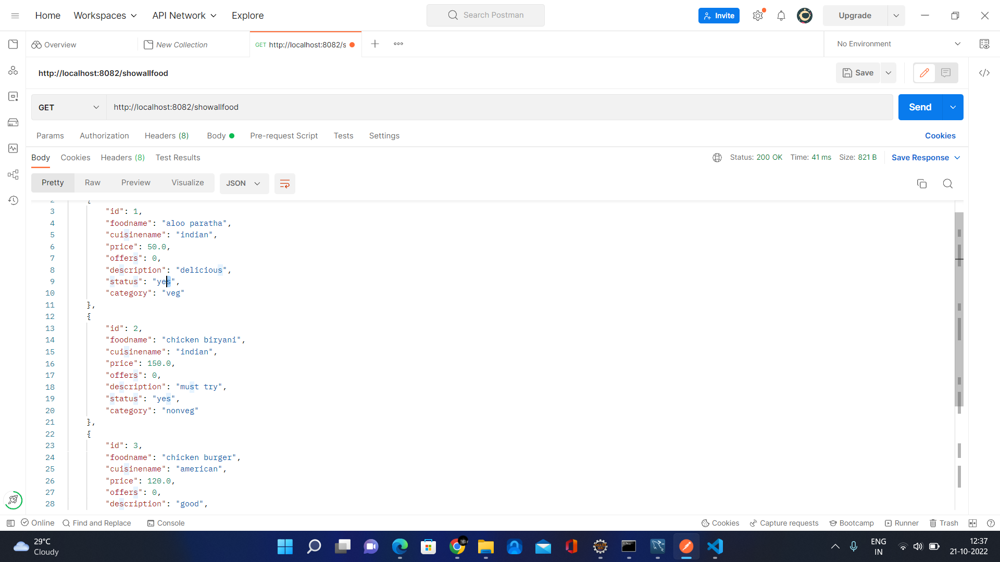 Home Workspaces API Network Explore Search Postman Invite Upgrade
Overview New Collection GET http://localhost:8082/s No Environment
http://localhost:8082/showallfood Save
GET http://localhost:8082/showallfood Send
Params Authorization Headers (8) Body Pre-request Script Tests Settings Cookies
Body Cookies Headers (8) Test Results Status: 200 OK Time: 41 ms Size: 821 B Save Response
Pretty Raw Preview Visualize JSON
2 {
3 "id": 1,
4 "foodname": "aloo paratha",
5 "cuisinename": "indian",
6 "price": 50.0,
7 "offers": 0,
8 "description": "delicious",
9 "status": "yes",
10 "category": "veg"
11 },
12 {
13 "id": 2,
14 "foodname": "chicken biryani",
15 "cuisinename": "indian",
16 "price": 150.0,
17 "offers": 0,
18 "description": "must try",
19 "status": "yes",
20 "category": "nonveg"
21 },
22 {
23 "id": 3,
24 "foodname": "chicken burger",
25 "cuisinename": "american",
26 "price": 120.0,
27 "offers": 0,
28 "description": "good",
Online Find and Replace Console Cookies Capture requests Bootcamp Runner Trash
29°C
Cloudy
ENG
IN
12:37
21-10-2022